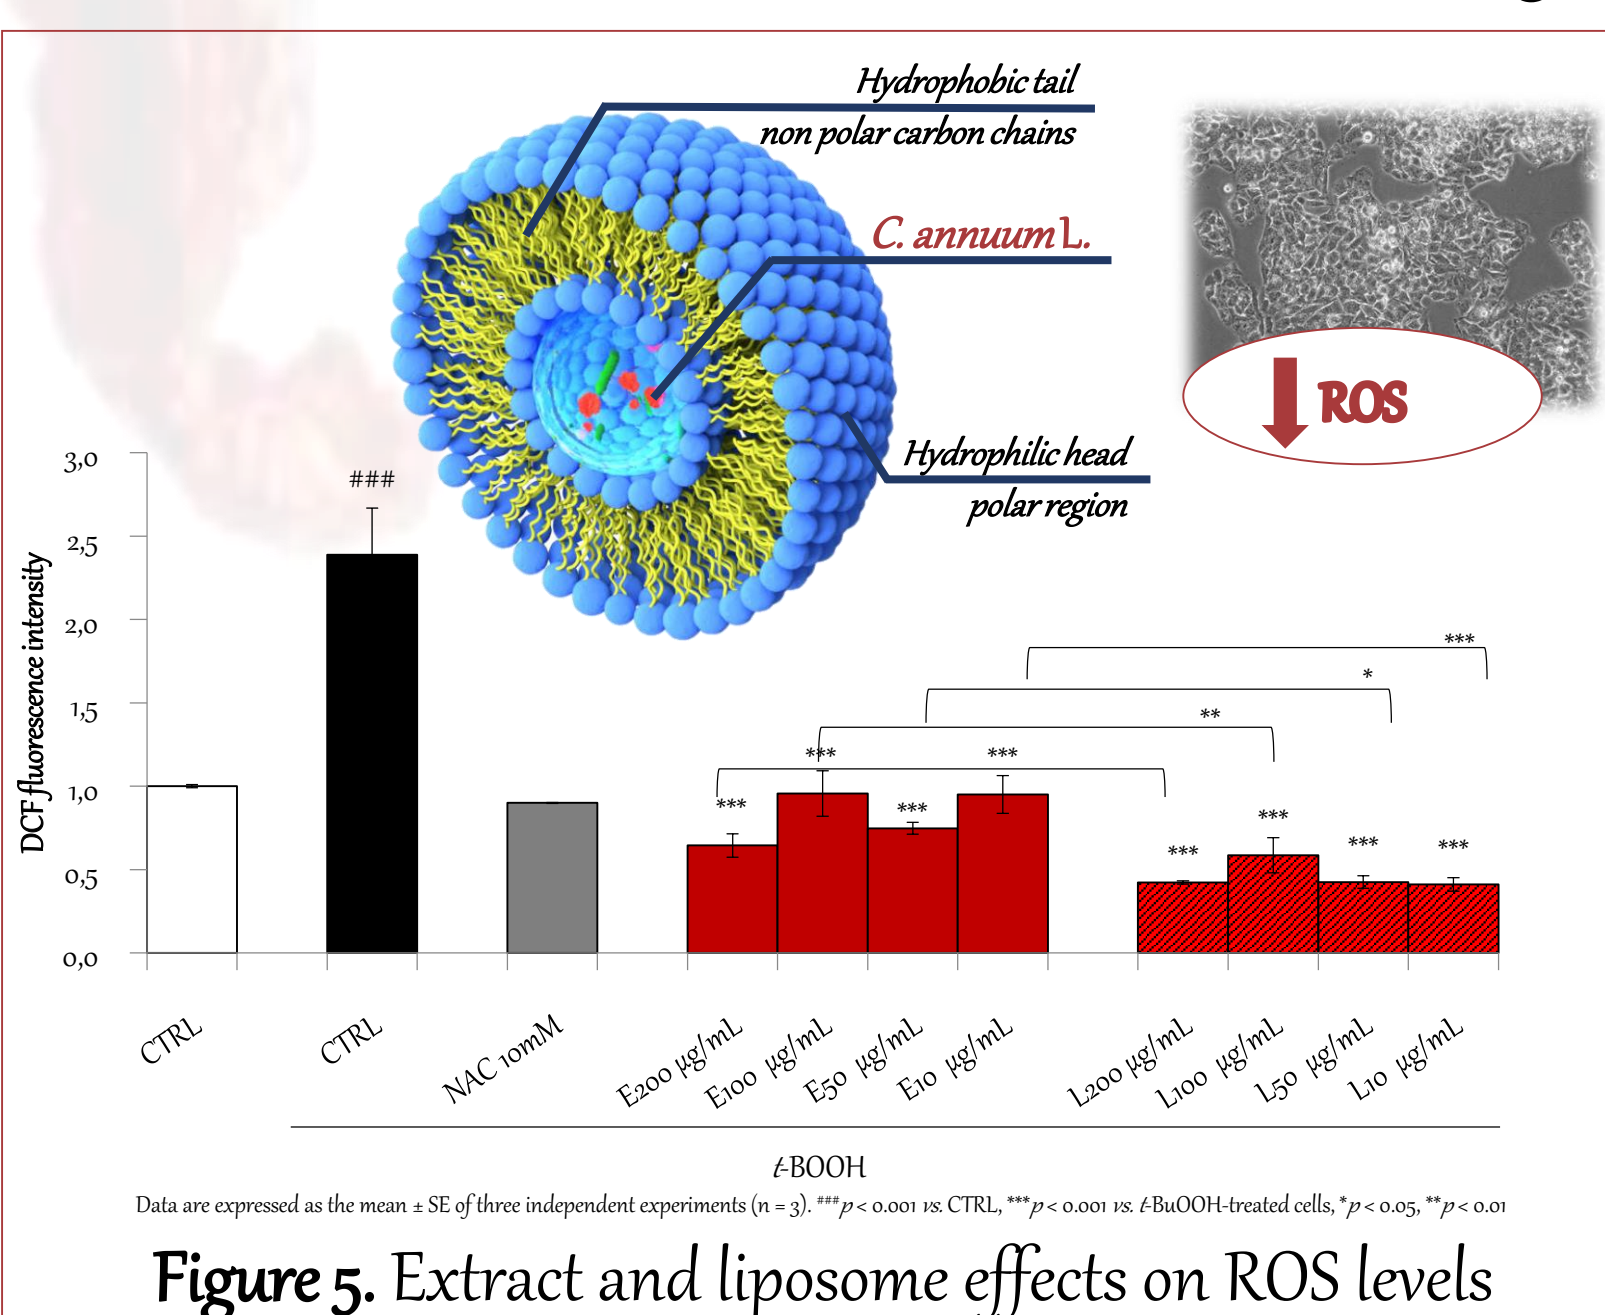 Hydrophobic tail
non polar carbon chains
C. annuum L.
ROS
Hydrophilic head
polar region
DCF fluorescence intensity
3,0
2,5
2,0
1,5
1,0
0,5
0,0
###
***
*
**
***
***
***
***
***
***
***
***
CTRL
CTRL
NAC 10mM
E200 µg/mL
E100 µg/mL
E50 µg/mL
E10 µg/mL
L200 µg/mL
L100 µg/mL
L50 µg/mL
L10 µg/mL
t-BOOH
Data are expressed as the mean ± SE of three independent experiments (n = 3). ###p < 0.001 vs. CTRL, ***p < 0.001 vs. t-BuOOH-treated cells, *p < 0.05, **p < 0.01
Figure 5. Extract and liposome effects on ROS levels